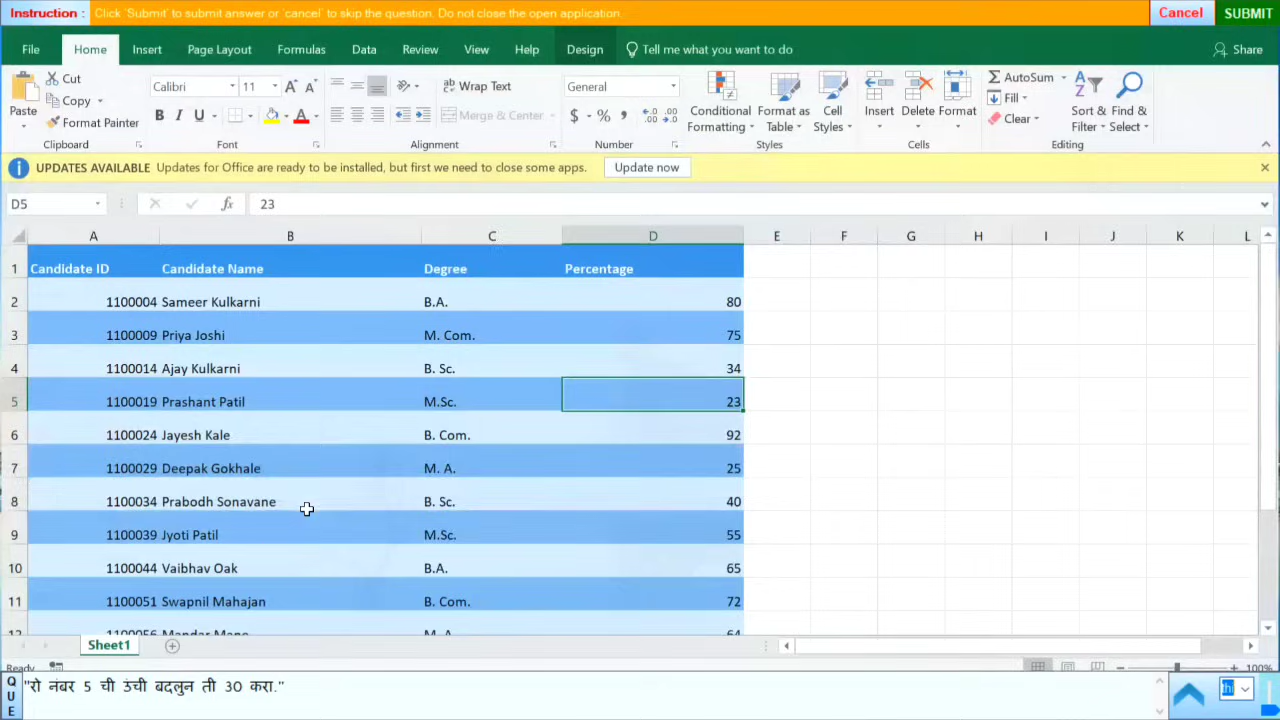 Instruction : Click 'Submit' to submit answer or 'cancel' to skip the question. Do not close the open application. Cancel SUBMIT
File Home Insert Page Layout Formulas Data Review View Help Design Tell me what you want to do Share
Cut
Copy
Format Painter
Paste
Clipboard
Calibri 11
B I U
Font
Wrap Text
Merge & Center
Alignment
General
$ % ,
Number
Conditional Formatting
Format as Table
Cell Styles
Styles
Insert Delete Format
Cells
AutoSum
Fill
Clear
Sort & Filter
Find & Select
Editing
UPDATES AVAILABLE Updates for Office are ready to be installed, but first we need to close some apps. Update now
D5 fx 23
A B C D E F G H I J K L
1 Candidate ID Candidate Name Degree Percentage
2 1100004 Sameer Kulkarni B.A. 80
3 1100009 Priya Joshi M. Com. 75
4 1100014 Ajay Kulkarni B. Sc. 34
5 1100019 Prashant Patil M.Sc. 23
6 1100024 Jayesh Kale B. Com. 92
7 1100029 Deepak Gokhale M. A. 25
8 1100034 Prabodh Sonavane B. Sc. 40
9 1100039 Jyoti Patil M.Sc. 55
10 1100044 Vaibhav Oak B.A. 65
11 1100051 Swapnil Mahajan B. Com. 72
12 1100056 Mandar Mane M. A. 64
Sheet1
Ready 100%
QUE
"रो नंबर 5 ची उंची बदलुन ती 30 करा."